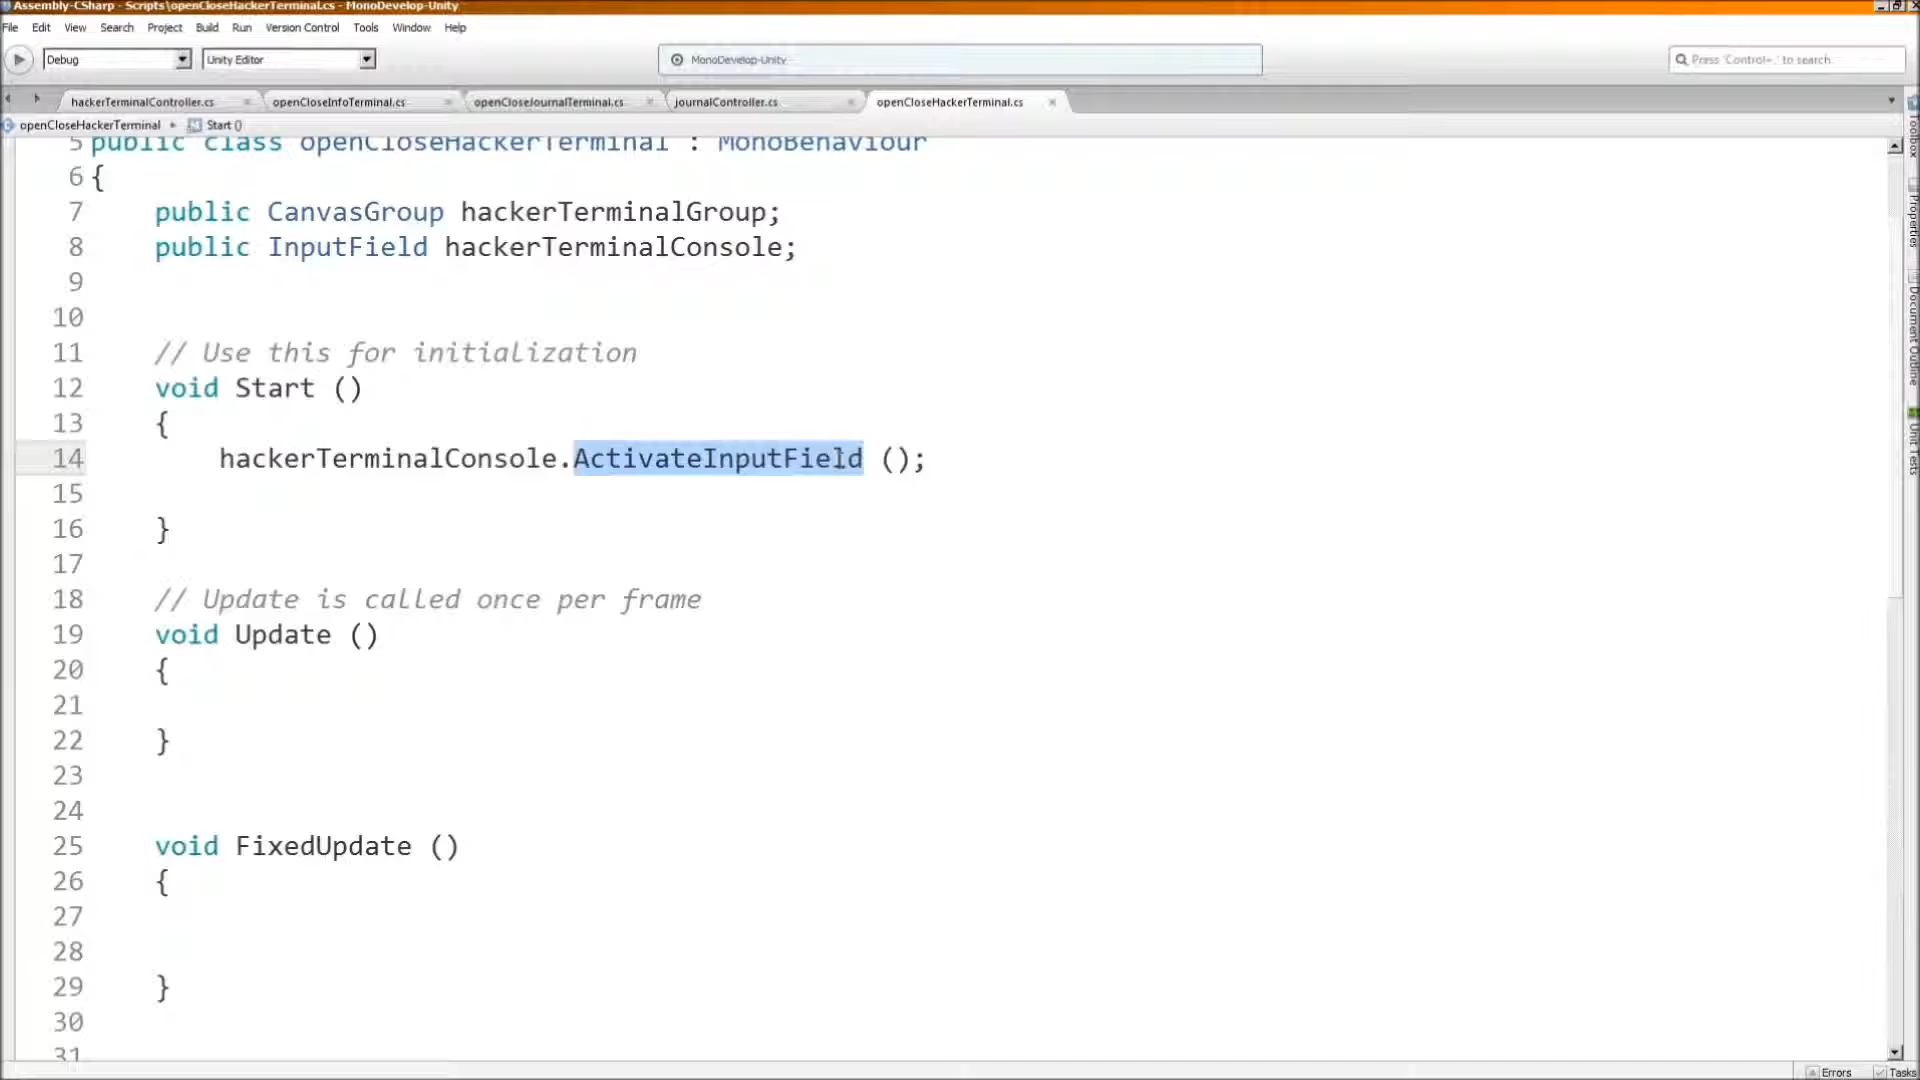 Assembly-CSharp - Scripts\openCloseHackerTerminal.cs - MonoDevelop-Unity
File Edit View Search Project Build Run Version Control Tools Window Help
Debug Unity Editor MonoDevelop-Unity Press 'Control+,' to search.
hackerTerminalController.cs openCloseInfoTerminal.cs openCloseJournalTerminal.cs journalController.cs openCloseHackerTerminal.cs
openCloseHackerTerminal Start ()
5 public class openCloseHackerTerminal : MonoBehaviour
6 {
7 public CanvasGroup hackerTerminalGroup;
8 public InputField hackerTerminalConsole;
9
10
11 // Use this for initialization
12 void Start ()
13 {
14 hackerTerminalConsole.ActivateInputField ();
15
16 }
17
18 // Update is called once per frame
19 void Update ()
20 {
21
22 }
23
24
25 void FixedUpdate ()
26 {
27
28
29 }
30
31
Toolbox
Properties
Document Outline
Unit Tests
Errors Tasks